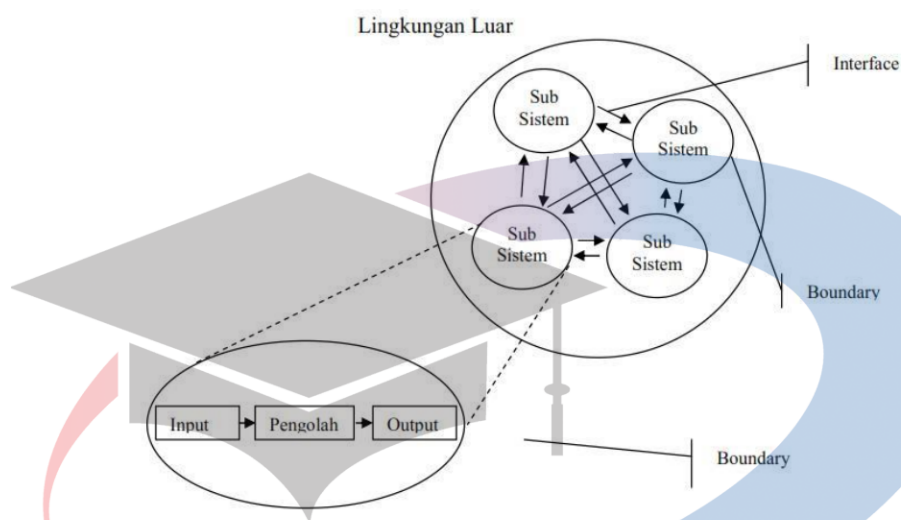 Lingkungan Luar
Interface
Sub
Sistem
Sub
Sistem
Sub
Sistem
Sub
Sistem
Boundary
Input
Pengolah
Output
Boundary